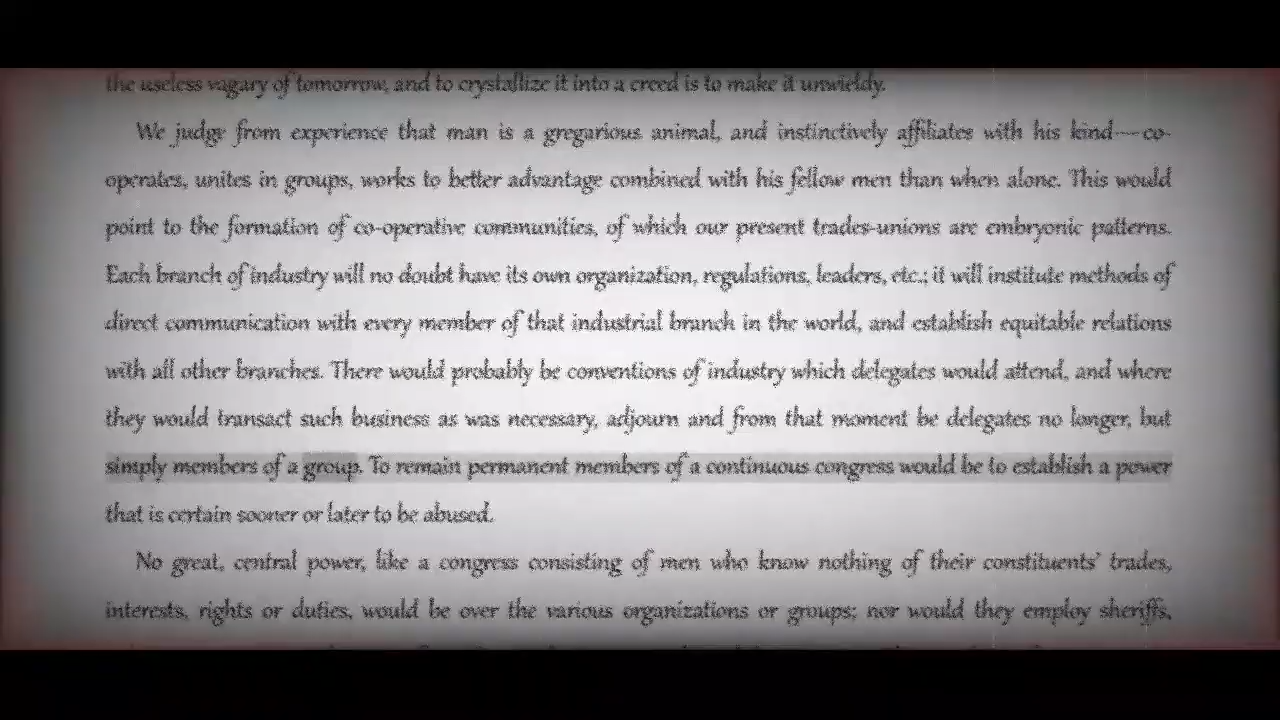 the useless vagary of tomorrow, and to crystallize it into a creed is to make it unwieldy.
We judge from experience that man is a gregarious animal, and instinctively affiliates with his kind—co-
operates, unites in groups, works to better advantage combined with his fellow men than when alone. This would
point to the formation of co-operative communities, of which our present trades-unions are embryonic patterns.
Each branch of industry will no doubt have its own organization, regulations, leaders, etc.; it will institute methods of
direct communication with every member of that industrial branch in the world, and establish equitable relations
with all other branches. There would probably be conventions of industry which delegates would attend, and where
they would transact such business as was necessary, adjourn and from that moment be delegates no longer, but
simply members of a group. To remain permanent members of a continuous congress would be to establish a power
that is certain sooner or later to be abused.
No great, central power, like a congress consisting of men who know nothing of their constituents’ trades,
interests, rights or duties, would be over the various organizations or groups; nor would they employ sheriffs,